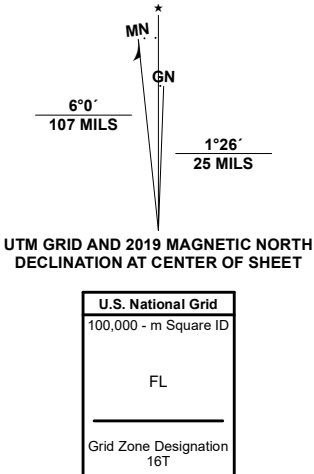 ★
MN
GN
6°0´
107 MILS
1°26´
25 MILS
UTM GRID AND 2019 MAGNETIC NORTH
DECLINATION AT CENTER OF SHEET
U.S. National Grid
100,000 - m Square ID
FL
Grid Zone Designation
16T